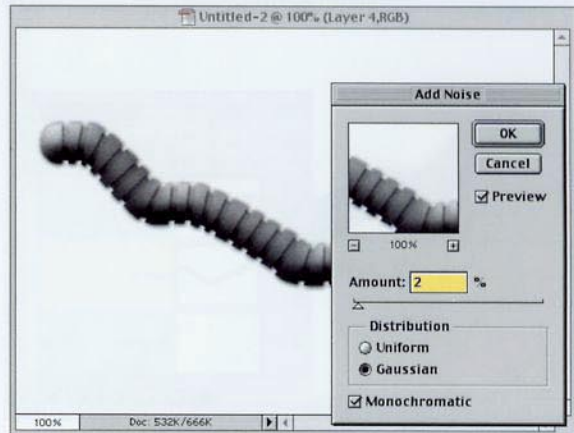 Untitled-2 @ 100% (Layer 4,RGB)
Add Noise
OK
Cancel
Preview
100%
Amount: 2 %
Distribution
Uniform
Gaussian
Monochromatic
100% Doc: 532K/666K